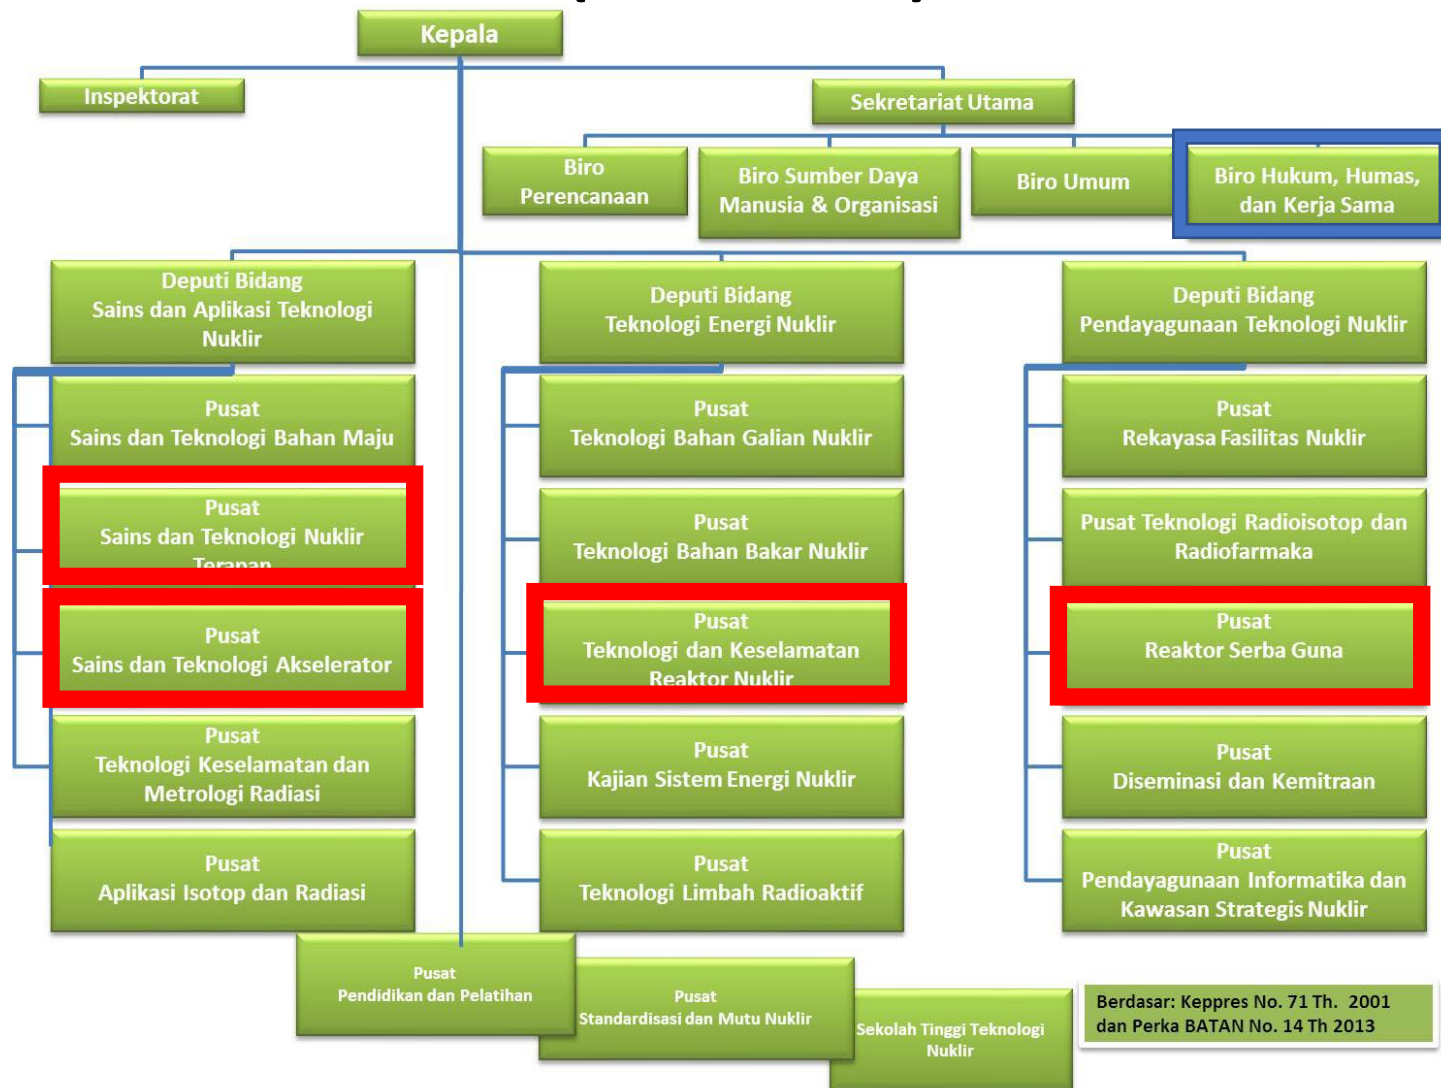 Kepala
Inspektorat
Sekretariat Utama
Biro
Perencanaan
Biro Sumber Daya
Manusia & Organisasi
Biro Umum
Biro Hukum, Humas,
dan Kerja Sama
Deputi Bidang
Sains dan Aplikasi Teknologi
Nuklir
Deputi Bidang
Teknologi Energi Nuklir
Deputi Bidang
Pendayagunaan Teknologi Nuklir
Pusat
Sains dan Teknologi Bahan Maju
Pusat
Teknologi Bahan Galian Nuklir
Pusat
Rekayasa Fasilitas Nuklir
Pusat
Sains dan Teknologi Nuklir
Terapan
Pusat
Teknologi Bahan Bakar Nuklir
Pusat Teknologi Radioisotop dan
Radiofarmaka
Pusat
Sains dan Teknologi Akselerator
Pusat
Teknologi dan Keselamatan
Reaktor Nuklir
Pusat
Reaktor Serba Guna
Pusat
Teknologi Keselamatan dan
Metrologi Radiasi
Pusat
Kajian Sistem Energi Nuklir
Pusat
Diseminasi dan Kemitraan
Pusat
Aplikasi Isotop dan Radiasi
Pusat
Teknologi Limbah Radioaktif
Pusat
Pendayagunaan Informatika dan
Kawasan Strategis Nuklir
Pusat
Pendidikan dan Pelatihan
Pusat
Standardisasi dan Mutu Nuklir
Sekolah Tinggi Teknologi
Nuklir
Berdasar: Keppres No. 71 Th. 2001
dan Perka BATAN No. 14 Th 2013